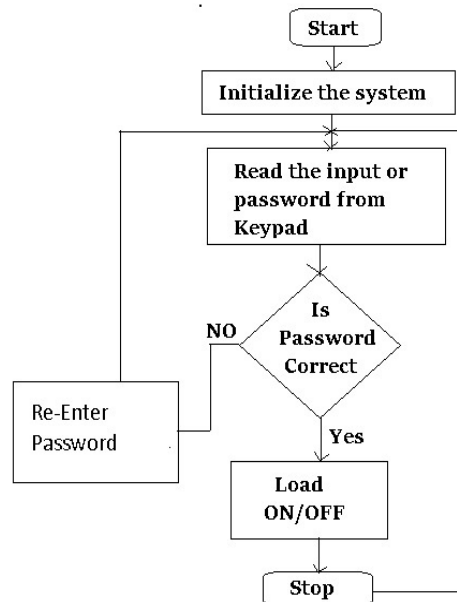 Start
Initialize the system
Read the input or
password from
Keypad
Is
Password
Correct
NO
Re-Enter
Password
Yes
Load
ON/OFF
Stop